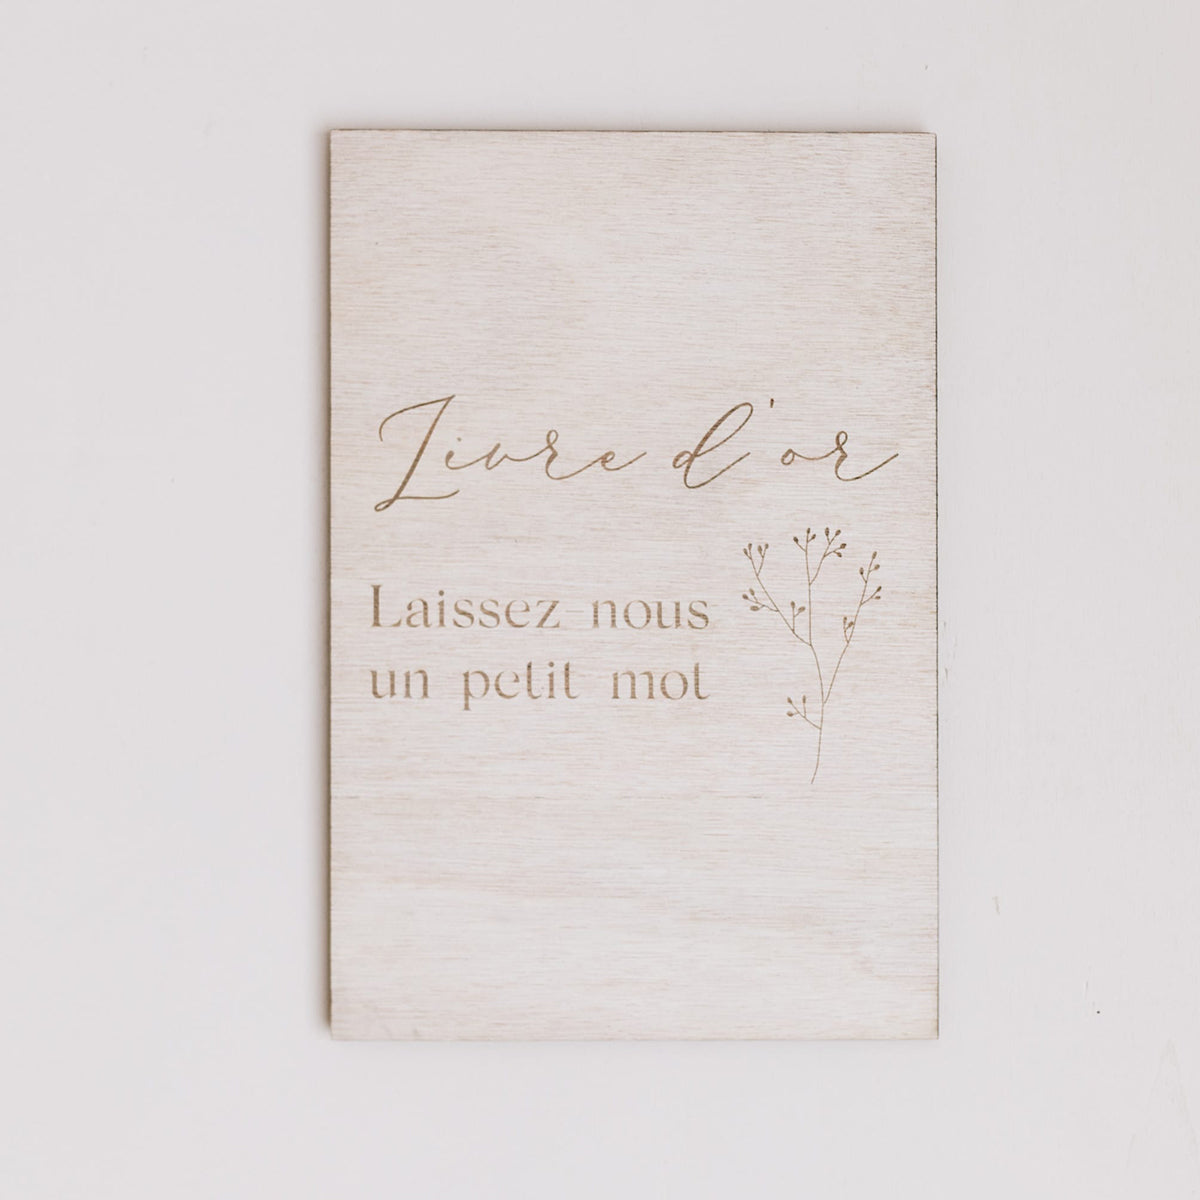 Livre d'or
Laissez-nous
un petit mot